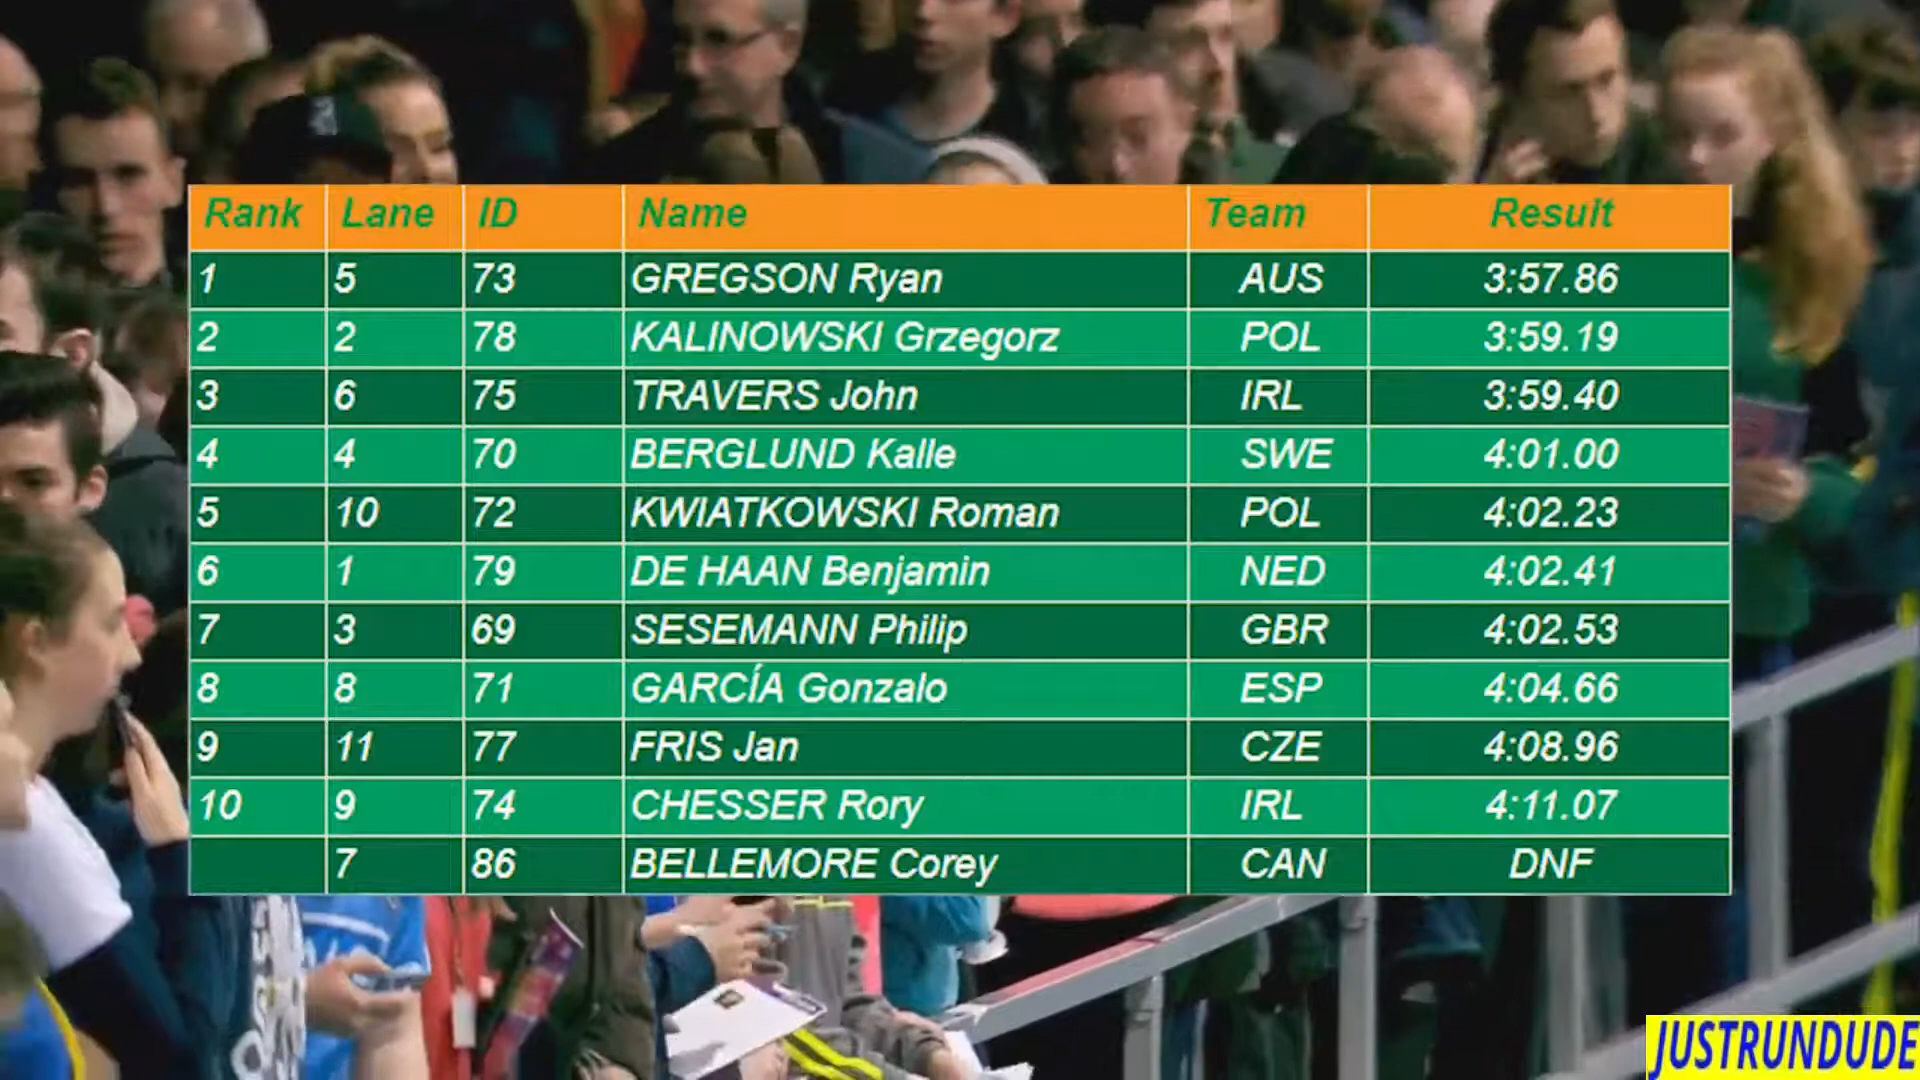 Rank Lane ID Name Team Result
1 5 73 GREGSON Ryan AUS 3:57.86
2 2 78 KALINOWSKI Grzegorz POL 3:59.19
3 6 75 TRAVERS John IRL 3:59.40
4 4 70 BERGLUND Kalle SWE 4:01.00
5 10 72 KWIATKOWSKI Roman POL 4:02.23
6 1 79 DE HAAN Benjamin NED 4:02.41
7 3 69 SESEMANN Philip GBR 4:02.53
8 8 71 GARCÍA Gonzalo ESP 4:04.66
9 11 77 FRIS Jan CZE 4:08.96
10 9 74 CHESSER Rory IRL 4:11.07
7 86 BELLEMORE Corey CAN DNF
JUSTRUNDUDE